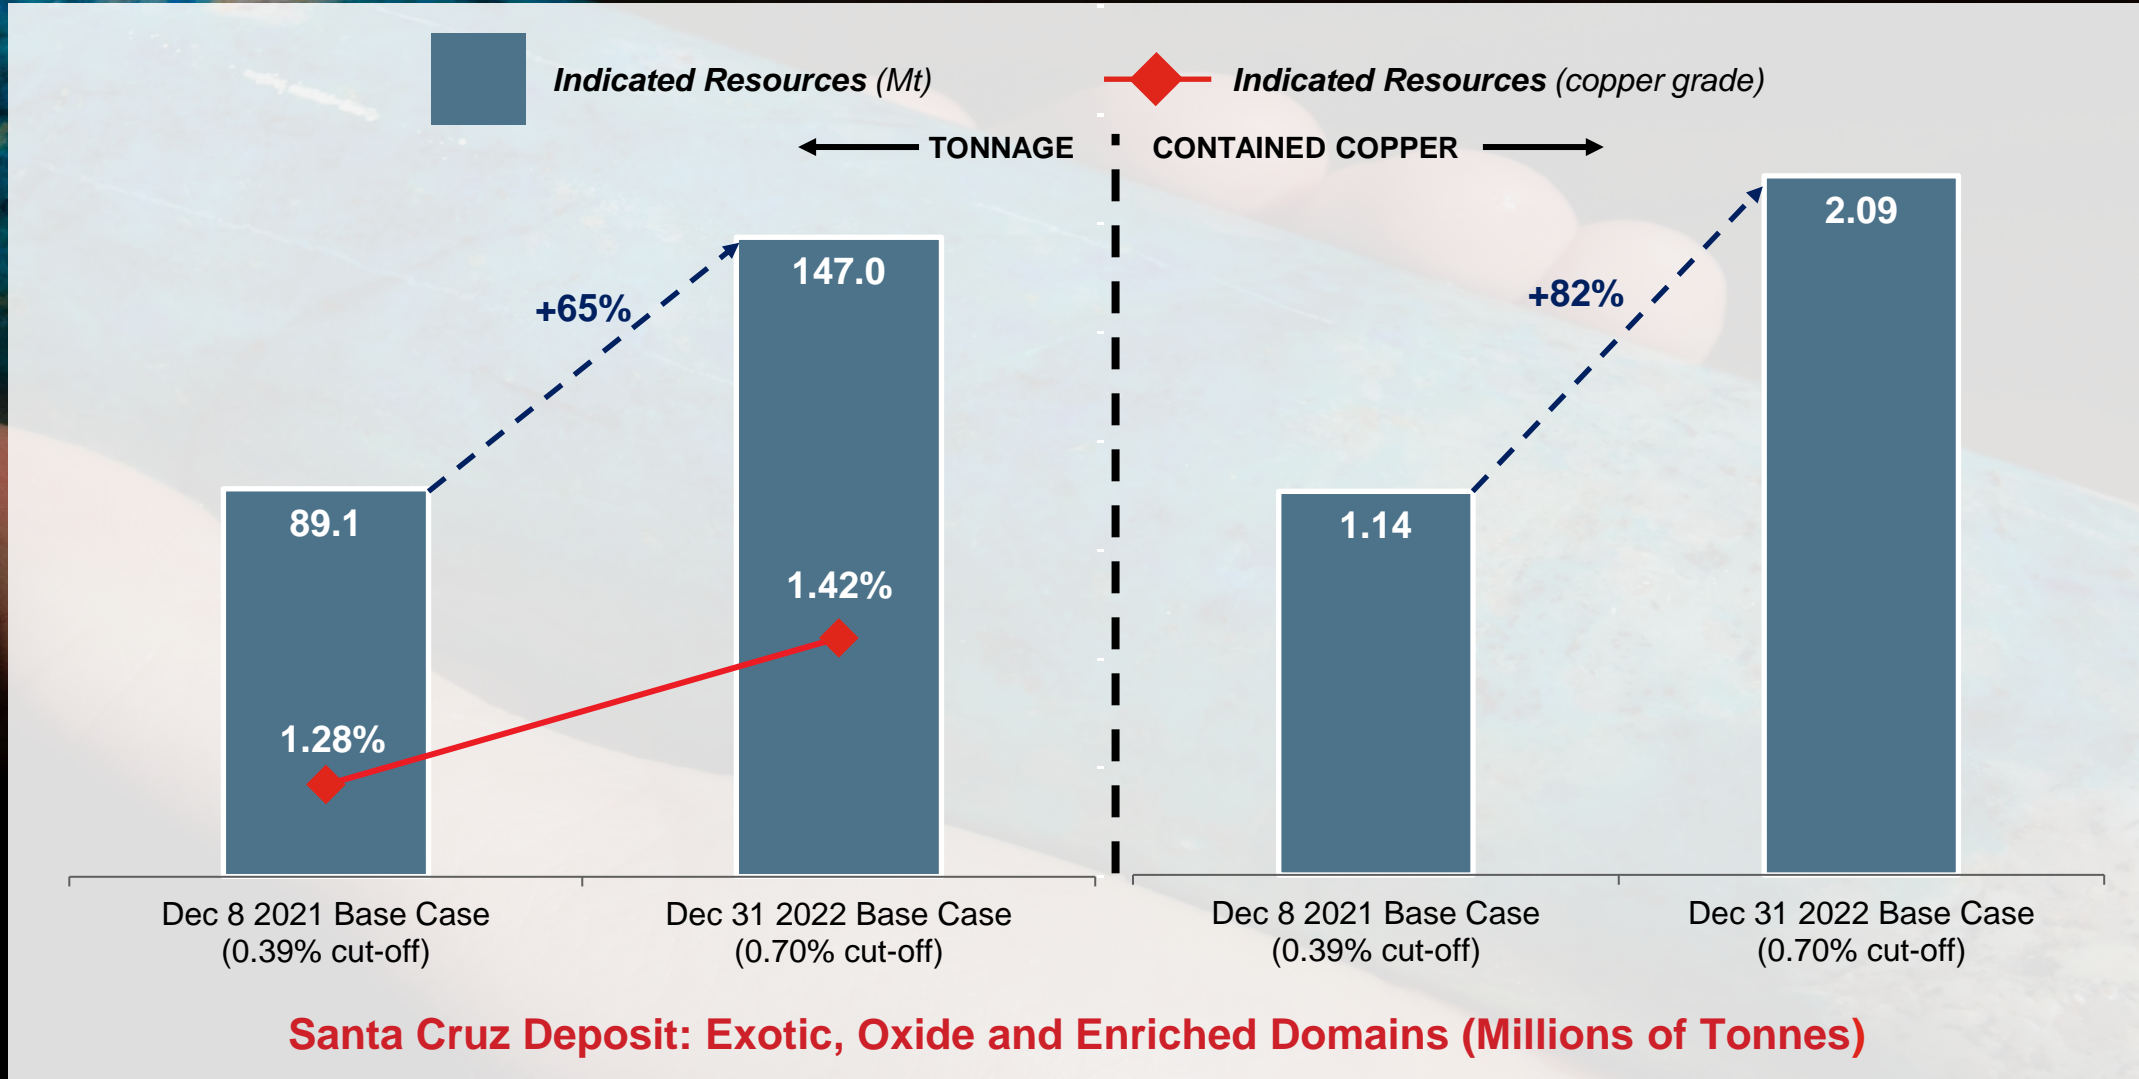 Indicated Resources (Mt)
Indicated Resources (copper grade)
TONNAGE
CONTAINED COPPER
89.1
1.28%
+65%
147.0
1.42%
1.14
+82%
2.09
Dec 8 2021 Base Case
(0.39% cut-off)
Dec 31 2022 Base Case
(0.70% cut-off)
Dec 8 2021 Base Case
(0.39% cut-off)
Dec 31 2022 Base Case
(0.70% cut-off)
Santa Cruz Deposit: Exotic, Oxide and Enriched Domains (Millions of Tonnes)